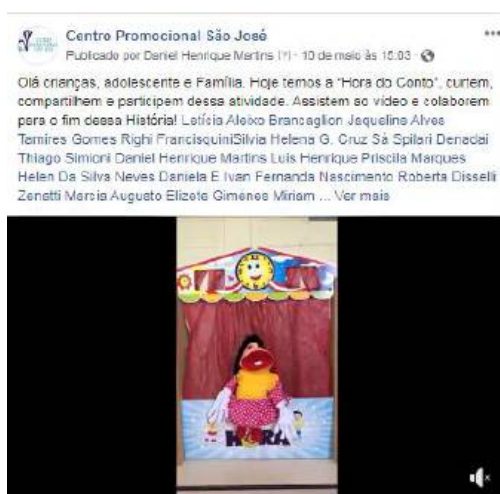 Centro Promocional São José
Publicado por Daniel Henrique Martins [?] · 10 de maio às 15:03 ·
Olá crianças, adolescente e Família. Hoje temos a "Hora do Conto", curtem,
compartilhem e participem dessa atividade. Assistem ao vídeo e colaborem
para o fim dessa História! Letícia Aleixo Brancaglion Jaqueline Alves
Tamires Gomes Righi FrancisquiniSilvia Helena G. Cruz Sá Spilari Denadai
Thiago Simioni Daniel Henrique Martins Luis Henrique Priscila Marques
Helen Da Silva Neves Daniela E Ivan Fernanda Nascimento Roberta Disselli
Zenatti Marcia Augusto Elizete Gimenes Miriam ... Ver mais
HORA